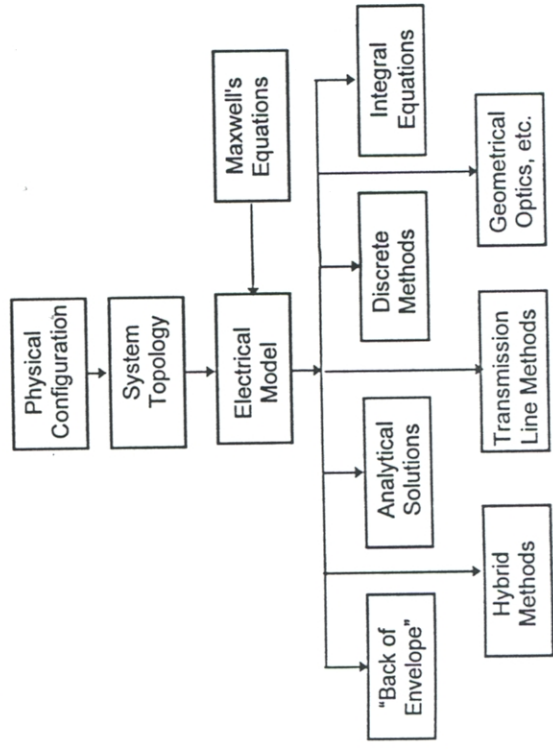 Physical
Configuration
System
Topology
Electrical
Model
Maxwell's
Equations
"Back of
Envelope"
Analytical
Solutions
Discrete
Methods
Integral
Equations
Hybrid
Methods
Transmission
Line Methods
Geometrical
Optics, etc.